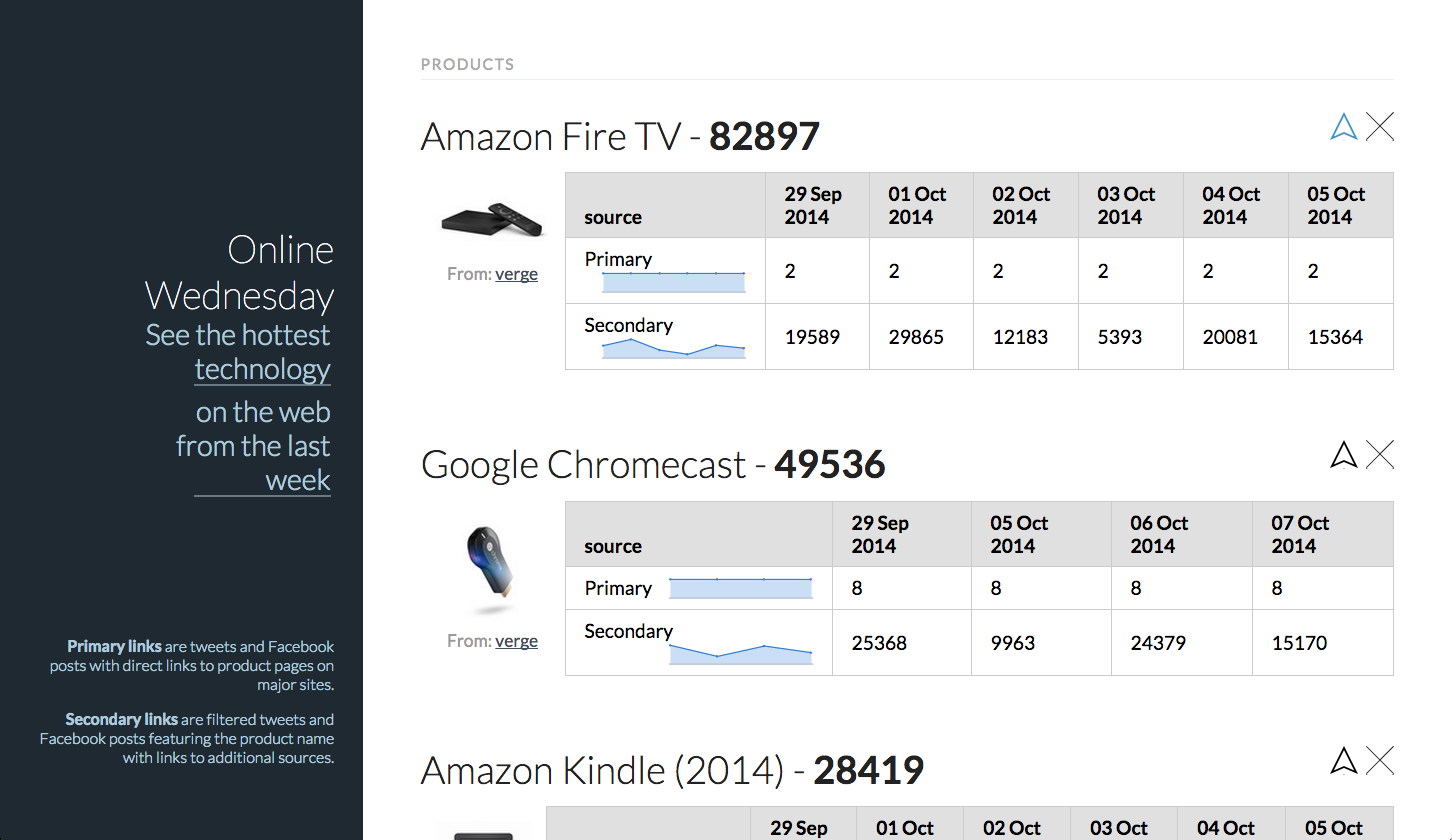 Online
Wednesday
See the hottest
technology
on the web
from the last
week
Primary links are tweets and Facebook
posts with direct links to product pages on
major sites.
Secondary links are filtered tweets and
Facebook posts featuring the product name
with links to additional sources.
PRODUCTS
Amazon Fire TV - 82897
From: verge
source 29 Sep 2014 01 Oct 2014 02 Oct 2014 03 Oct 2014 04 Oct 2014 05 Oct 2014
Primary 2 2 2 2 2 2
Secondary 19589 29865 12183 5393 20081 15364
Google Chromecast - 49536
From: verge
source 29 Sep 2014 05 Oct 2014 06 Oct 2014 07 Oct 2014
Primary 8 8 8 8
Secondary 25368 9963 24379 15170
Amazon Kindle (2014) - 28419
29 Sep 01 Oct 02 Oct 03 Oct 04 Oct 05 Oct